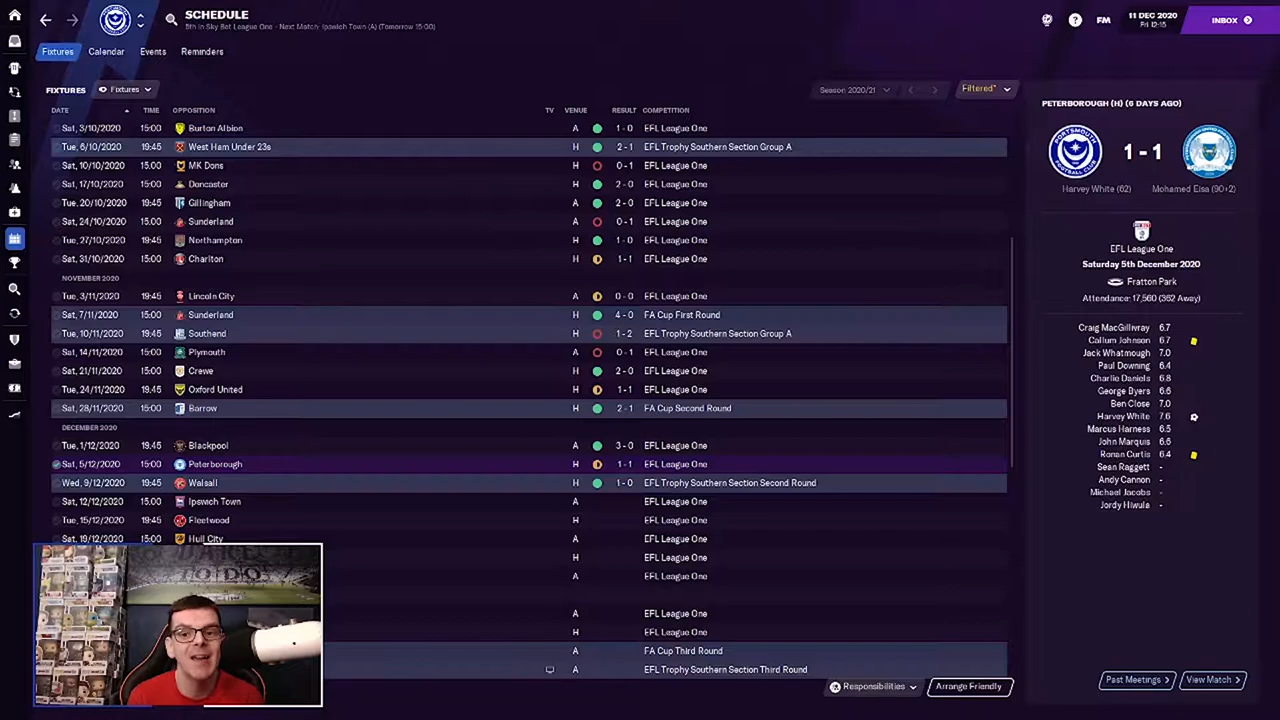 SCHEDULE
5th in Sky Bet League One - Next Match: Ipswich Town (A) (Tomorrow 15:00)
FM
11 DEC 2020
Fri 12:15
INBOX
Fixtures
Calendar
Events
Reminders
FIXTURES
Fixtures
Season 2020/21
Filtered*
DATE TIME OPPOSITION TV VENUE RESULT COMPETITION
Sat, 3/10/2020 15:00 Burton Albion A 1 - 0 EFL League One
Tue, 6/10/2020 19:45 West Ham Under 23s H 2 - 1 EFL Trophy Southern Section Group A
Sat, 10/10/2020 15:00 MK Dons H 0 - 1 EFL League One
Sat, 17/10/2020 15:00 Doncaster H 2 - 0 EFL League One
Tue, 20/10/2020 19:45 Gillingham A 2 - 0 EFL League One
Sat, 24/10/2020 15:00 Sunderland A 0 - 1 EFL League One
Tue, 27/10/2020 19:45 Northampton H 1 - 0 EFL League One
Sat, 31/10/2020 15:00 Charlton H 1 - 1 EFL League One
NOVEMBER 2020
Tue, 3/11/2020 19:45 Lincoln City A 0 - 0 EFL League One
Sat, 7/11/2020 15:00 Sunderland H 4 - 0 FA Cup First Round
Tue, 10/11/2020 19:45 Southend H 1 - 2 EFL Trophy Southern Section Group A
Sat, 14/11/2020 15:00 Plymouth A 0 - 1 EFL League One
Sat, 21/11/2020 15:00 Crewe H 2 - 0 EFL League One
Tue, 24/11/2020 19:45 Oxford United H 1 - 1 EFL League One
Sat, 28/11/2020 15:00 Barrow H 2 - 1 FA Cup Second Round
DECEMBER 2020
Tue, 1/12/2020 19:45 Blackpool A 3 - 0 EFL League One
Sat, 5/12/2020 15:00 Peterborough H 1 - 1 EFL League One
Wed, 9/12/2020 19:45 Walsall H 1 - 0 EFL Trophy Southern Section Second Round
Sat, 12/12/2020 15:00 Ipswich Town A EFL League One
Tue, 15/12/2020 19:45 Fleetwood H EFL League One
Sat, 19/12/2020 15:00 Hull City A EFL League One
H EFL League One
A EFL League One
A EFL League One
H EFL League One
A FA Cup Third Round
A EFL Trophy Southern Section Third Round
Responsibilities
Arrange Friendly
PETERBOROUGH (H) (6 DAYS AGO)
1 - 1
Harvey White (62)
Mohamed Eisa (90+2)
EFL League One
Saturday 5th December 2020
Fratton Park
Attendance: 17,560 (362 Away)
Craig MacGillivray 6.7
Callum Johnson 6.7
Jack Whatmough 7.0
Paul Downing 6.4
Charlie Daniels 6.8
George Byers 6.6
Ben Close 7.0
Harvey White 7.6
Marcus Harness 6.5
John Marquis 6.6
Ronan Curtis 6.4
Sean Raggett -
Andy Cannon -
Michael Jacobs -
Jordy Hiwula -
Past Meetings
View Match
TO DO